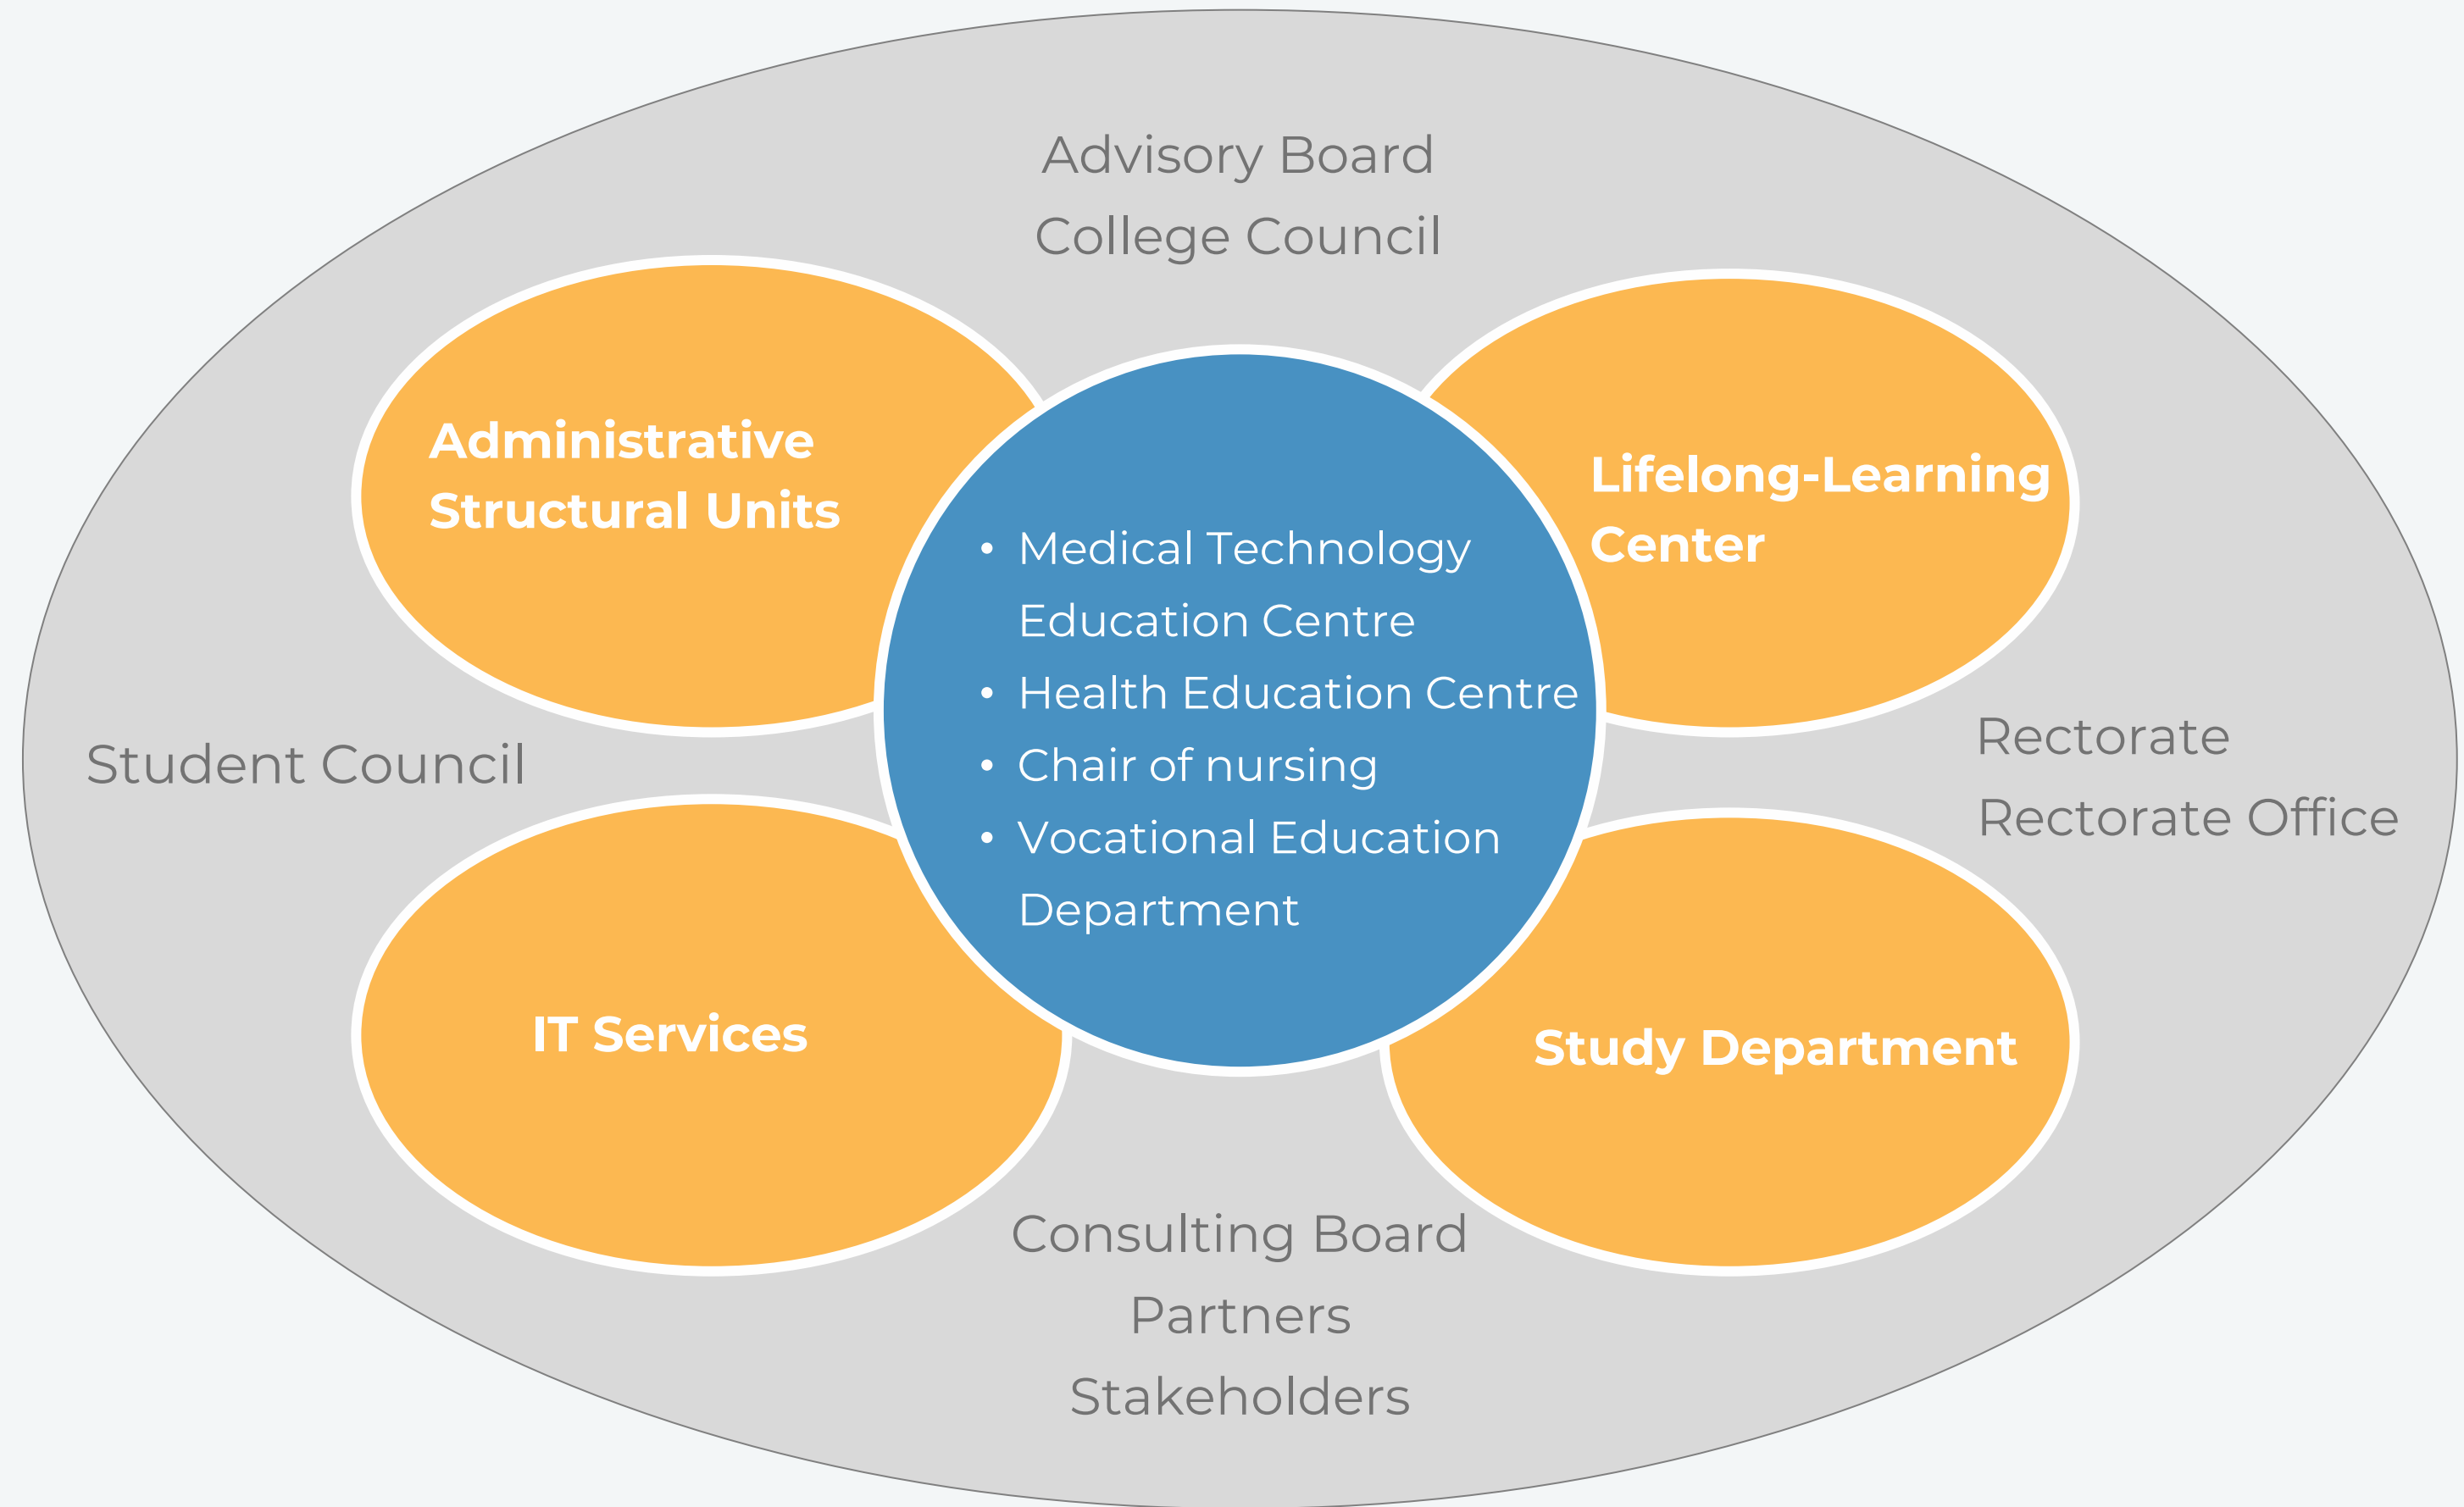 Advisory Board
College Council
Administrative
Structural Units
Lifelong-Learning
Center
• Medical Technology
Education Centre
• Health Education Centre
• Chair of nursing
• Vocational Education
Department
Student Council
Rectorate
Rectorate Office
IT Services
Study Department
Consulting Board
Partners
Stakeholders